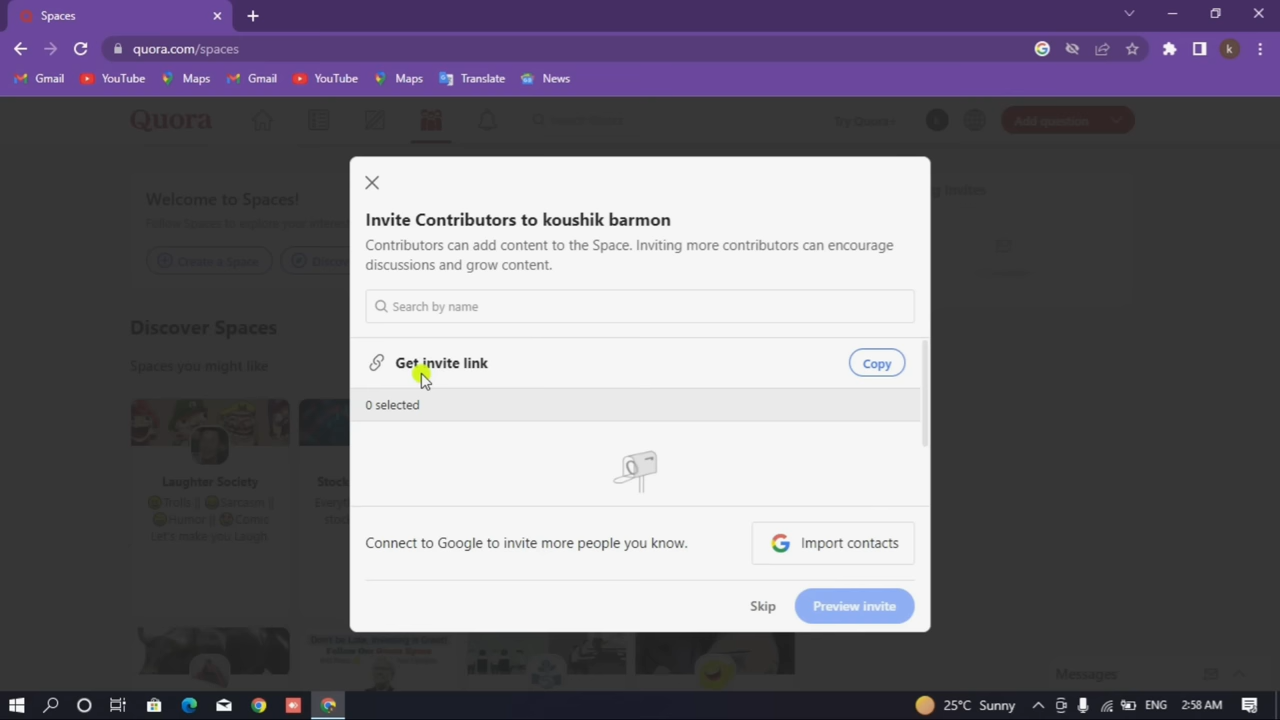 Spaces
quora.com/spaces
k
Gmail YouTube Maps Gmail YouTube Maps Translate News
Quora
Try Quora+
Add question
Welcome to Spaces!
Create a Space
Discover Spaces
Spaces you might like
Invite Contributors to koushik barmon
Contributors can add content to the Space. Inviting more contributors can encourage
discussions and grow content.
Search by name
Get invite link
Copy
0 selected
Connect to Google to invite more people you know.
Import contacts
Skip
Preview invite
Laughter Society
Smile || Sarcasm ||
Humor || Comic
Let's make you Laugh
Messages
25°C Sunny
ENG
2:58 AM